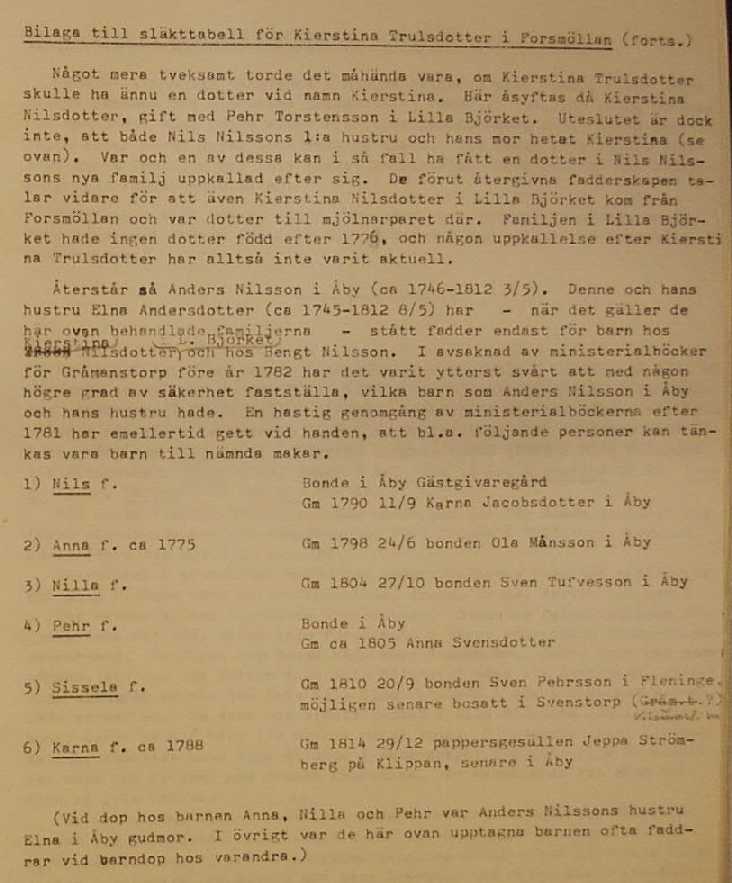 Bilaga till släkttabell för Kierstina Trulsdotter i Forsmöllan (forts.)
Något mera tveksamt torde det måhända vara, om Kierstina Trulsdotter
skulle ha ännu en dotter vid namn Kierstina. Här åsyftas då Kierstina
Nilsdotter, gift med Pehr Torstensson i Lilla Björket. Uteslutet är dock
inte, att både Nils Nilssons 1:a hustru och hans mor hetat Kierstina (se
ovan). Var och en av dessa kan i så fall ha fått en dotter i Nils Nils-
sons nya familj uppkallad efter sig. De förut återgivna fadderskapen ta-
lar vidare för att även Kierstina Nilsdotter i Lilla Björket kom från
Forsmöllan och var dotter till mjölnarparet där. Familjen i Lilla Björ-
ket hade ingen dotter född efter 1776, och någon uppkallelse efter Kiersti
na Trulsdotter har alltså inte varit aktuell.
Återstår så Anders Nilsson i Åby (ca 1746-1812 3/5). Denne och hans
hustru Elna Andersdotter (ca 1745-1812 8/5) har - när det gäller de
har ovan behandlade familjerna - stått fadder endast för barn hos
Kierstina L. Björket
Nilsdotter, och hos Bengt Nilsson. I avsaknad av ministerialböcker
för Gråmanstorp före år 1782 har det varit ytterst svårt att med någon
högre grad av säkerhet fastställa, vilka barn som Anders Nilsson i Åby
och hans hustru hade. En hastig genomgång av ministerialböckerna efter
1781 har emellertid gett vid handen, att bl.a. följande personer kan tän-
kas vara barn till nämnda makar.
1) Nils f. Bonde i Åby Gästgivaregård
Gm 1790 11/9 Karna Jacobsdotter i Åby
2) Anna f. ca 1775 Gm 1798 24/6 bonden Ola Månsson i Åby
3) Nilla f. Gm 1804 27/10 bonden Sven Tufvesson i Åby
4) Pehr f. Bonde i Åby
Gm ca 1805 Anna Svensdotter
5) Sissela f. Gm 1810 20/9 bonden Sven Pehrsson i Fleninge,
möjligen senare bosatt i Svenstorp (Gråm.t.?)
6) Karna f. ca 1788 Gm 1814 29/12 pappersgesällen Jeppa Ström-
berg på Klippan, senare i Åby
(Vid dop hos barnen Anna, Nilla och Pehr var Anders Nilssons hustru
Elna i Åby gudmor. I övrigt var de här ovan upptagna barnen ofta fadd-
rar vid barndop hos varandra.)